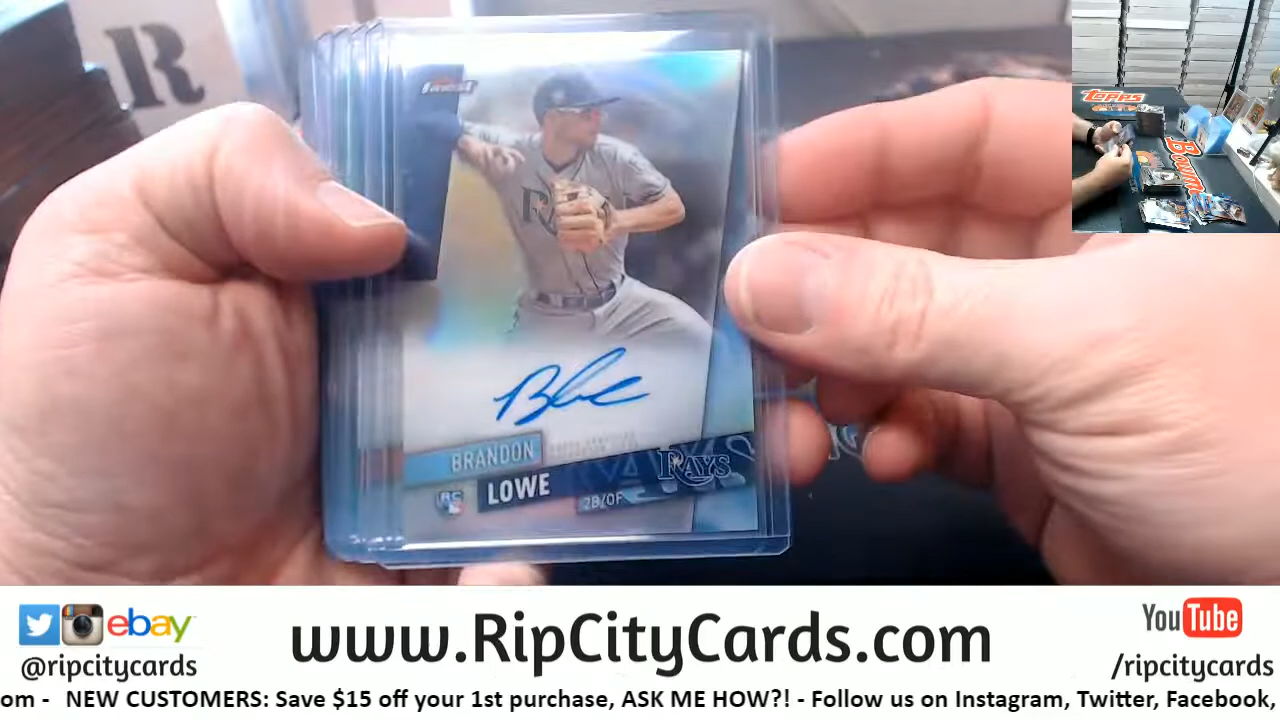 R
finest
TOPPS
RAYS
BRANDON
RAYS
RC
LOWE
2B/OF
ebay
www.RipCityCards.com
YouTube
@ripcitycards
/ripcitycards
om - NEW CUSTOMERS: Save $15 off your 1st purchase, ASK ME HOW?! - Follow us on Instagram, Twitter, Facebook,